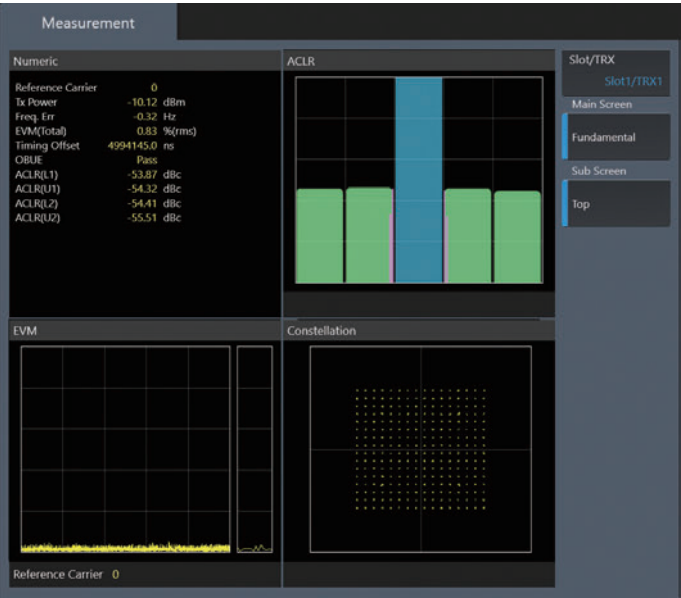 Measurement
Numeric
Reference Carrier 0
Tx Power -10.12 dBm
Freq. Err -0.32 Hz
EVM(Total) 0.83 %(rms)
Timing Offset 4994145.0 ns
OBUE Pass
ACLR(L1) -53.87 dBc
ACLR(U1) -54.32 dBc
ACLR(L2) -54.41 dBc
ACLR(U2) -55.51 dBc
ACLR
Slot/TRX
Slot1/TRX1
Main Screen
Fundamental
Sub Screen
Top
EVM
Reference Carrier 0
Constellation